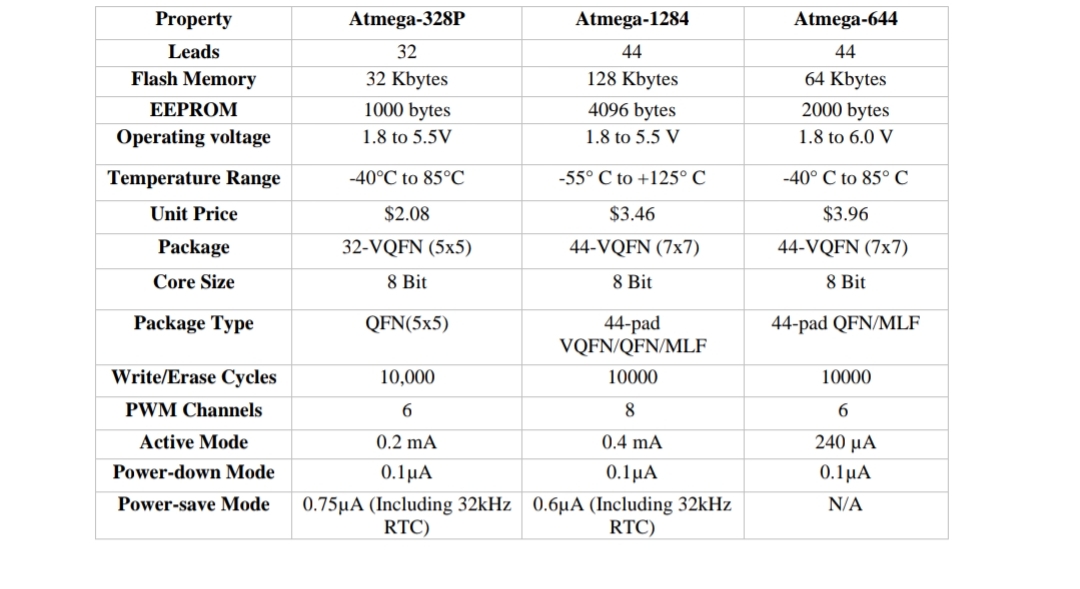 Property Atmega-328P Atmega-1284 Atmega-644
Leads 32 44 44
Flash Memory 32 Kbytes 128 Kbytes 64 Kbytes
EEPROM 1000 bytes 4096 bytes 2000 bytes
Operating voltage 1.8 to 5.5V 1.8 to 5.5 V 1.8 to 6.0 V
Temperature Range -40°C to 85°C -55° C to +125° C -40° C to 85° C
Unit Price $2.08 $3.46 $3.96
Package 32-VQFN (5x5) 44-VQFN (7x7) 44-VQFN (7x7)
Core Size 8 Bit 8 Bit 8 Bit
Package Type QFN(5x5) 44-pad 44-pad QFN/MLF
VQFN/QFN/MLF
Write/Erase Cycles 10,000 10000 10000
PWM Channels 6 8 6
Active Mode 0.2 mA 0.4 mA 240 µA
Power-down Mode 0.1µA 0.1µA 0.1µA
Power-save Mode 0.75µA (Including 32kHz 0.6µA (Including 32kHz N/A
RTC) RTC)